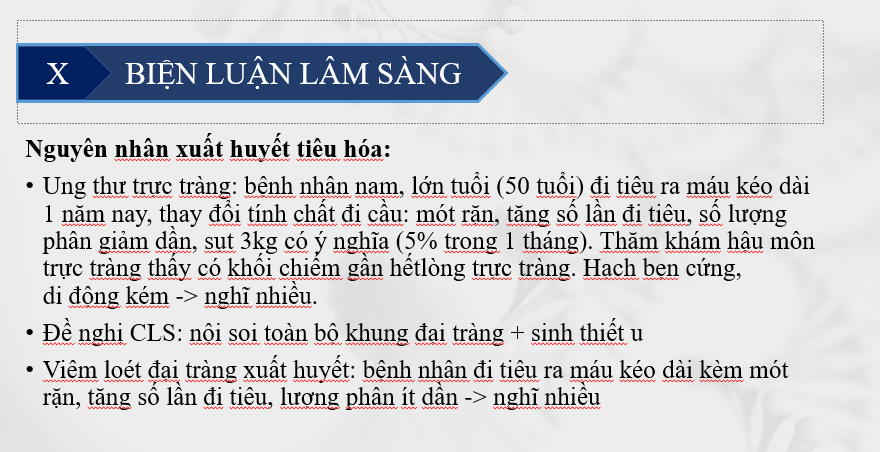 X BIỆN LUẬN LÂM SÀNG
Nguyên nhân xuất huyết tiêu hóa:
• Ung thư trực tràng: bệnh nhân nam, lớn tuổi (50 tuổi) đi tiêu ra máu kéo dài
1 năm nay, thay đổi tính chất đi cầu: mót rặn, tăng số lần đi tiêu, số lượng
phân giảm dần, sụt 3kg có ý nghĩa (5% trong 1 tháng). Thăm khám hậu môn
trực tràng thấy có khối chiếm gần hếtlòng trực tràng. Hạch bẹn cứng,
di động kém -> nghĩ nhiều.
• Đề nghị CLS: nội soi toàn bộ khung đại tràng + sinh thiết u
• Viêm loét đại tràng xuất huyết: bệnh nhân đi tiêu ra máu kéo dài kèm mót
rặn, tăng số lần đi tiêu, lượng phân ít dần -> nghĩ nhiều